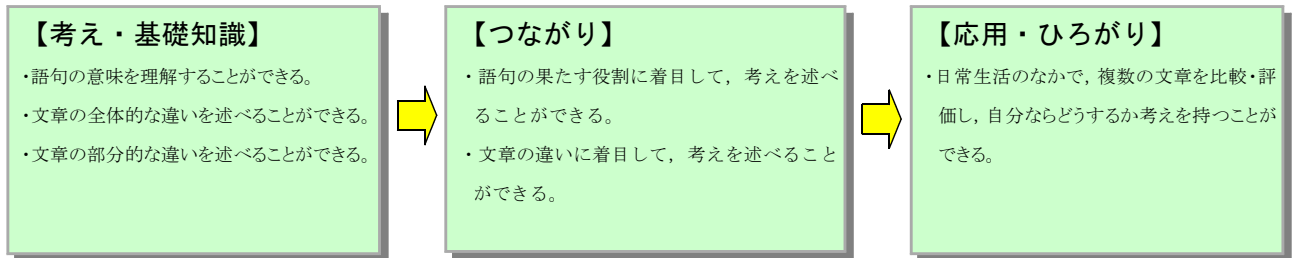 【考え・基礎知識】
・語句の意味を理解することができる。
・文章の全体的な違いを述べることができる。
・文章の部分的な違いを述べることができる。
【つながり】
・語句の果たす役割に着目して，考えを述べ
ることができる。
・文章の違いに着目して，考えを述べること
ができる。
【応用・ひろがり】
・日常生活のなかで，複数の文章を比較・評
価し，自分ならどうするか考えを持つことが
できる。